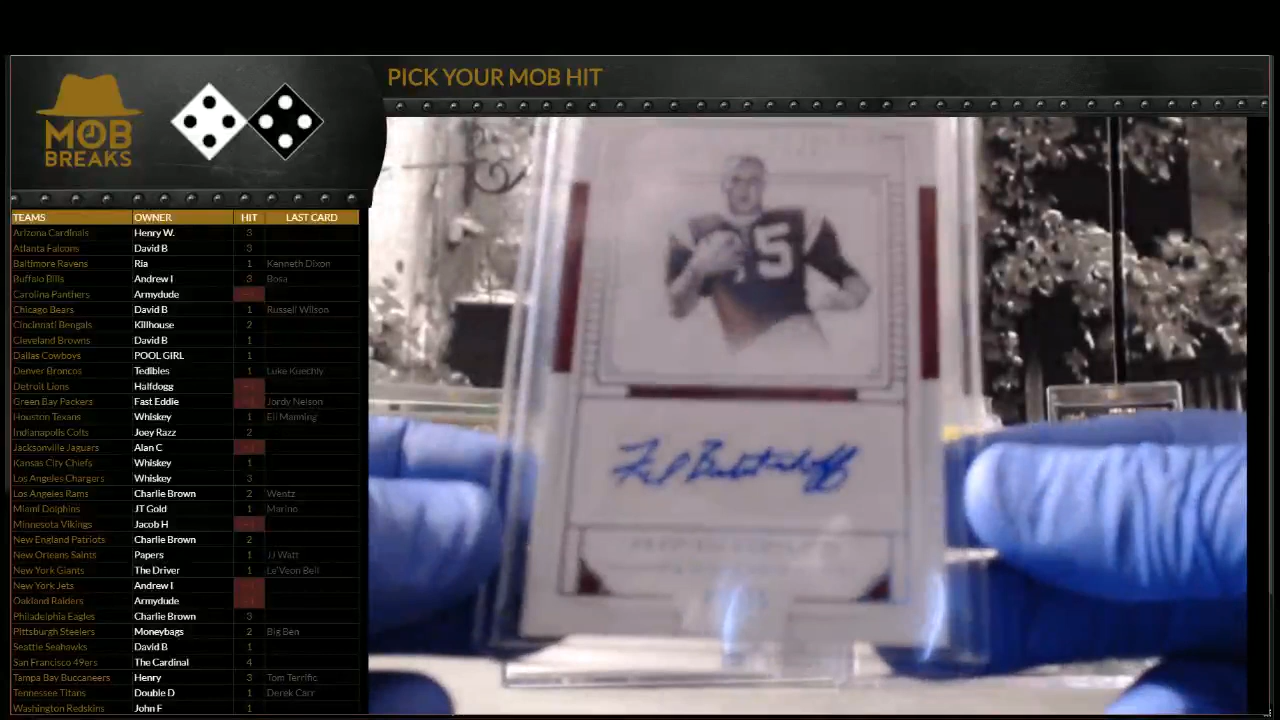 PICK YOUR MOB HIT
MOB
BREAKS
TEAMS OWNER HIT LAST CARD
Arizona Cardinals Henry W. 3
Atlanta Falcons David B 3
Baltimore Ravens Ria 1 Kenneth Dixon
Buffalo Bills Andrew I 3 Bosa
Carolina Panthers Armydude
Chicago Bears David B 1 Russell Wilson
Cincinnati Bengals Killhouse 2
Cleveland Browns David B 1
Dallas Cowboys POOL GIRL 1
Denver Broncos Tedibles 1 Luke Kuechly
Detroit Lions Halfdogg
Green Bay Packers Fast Eddie Jordy Nelson
Houston Texans Whiskey 1 Eli Manning
Indianapolis Colts Joey Razz 2
Jacksonville Jaguars Alan C
Kansas City Chiefs Whiskey 1
Los Angeles Chargers Whiskey 3
Los Angeles Rams Charlie Brown 2 Wentz
Miami Dolphins JT Gold 1 Marino
Minnesota Vikings Jacob H
New England Patriots Charlie Brown 2
New Orleans Saints Papers 1 JJ Watt
New York Giants The Driver 1 Le'Veon Bell
New York Jets Andrew I
Oakland Raiders Armydude
Philadelphia Eagles Charlie Brown 3
Pittsburgh Steelers Moneybags 2 Big Ben
Seattle Seahawks David B 1
San Francisco 49ers The Cardinal 4
Tampa Bay Buccaneers Henry 3 Tom Terrific
Tennessee Titans Double D 1 Derek Carr
Washington Redskins John F 1